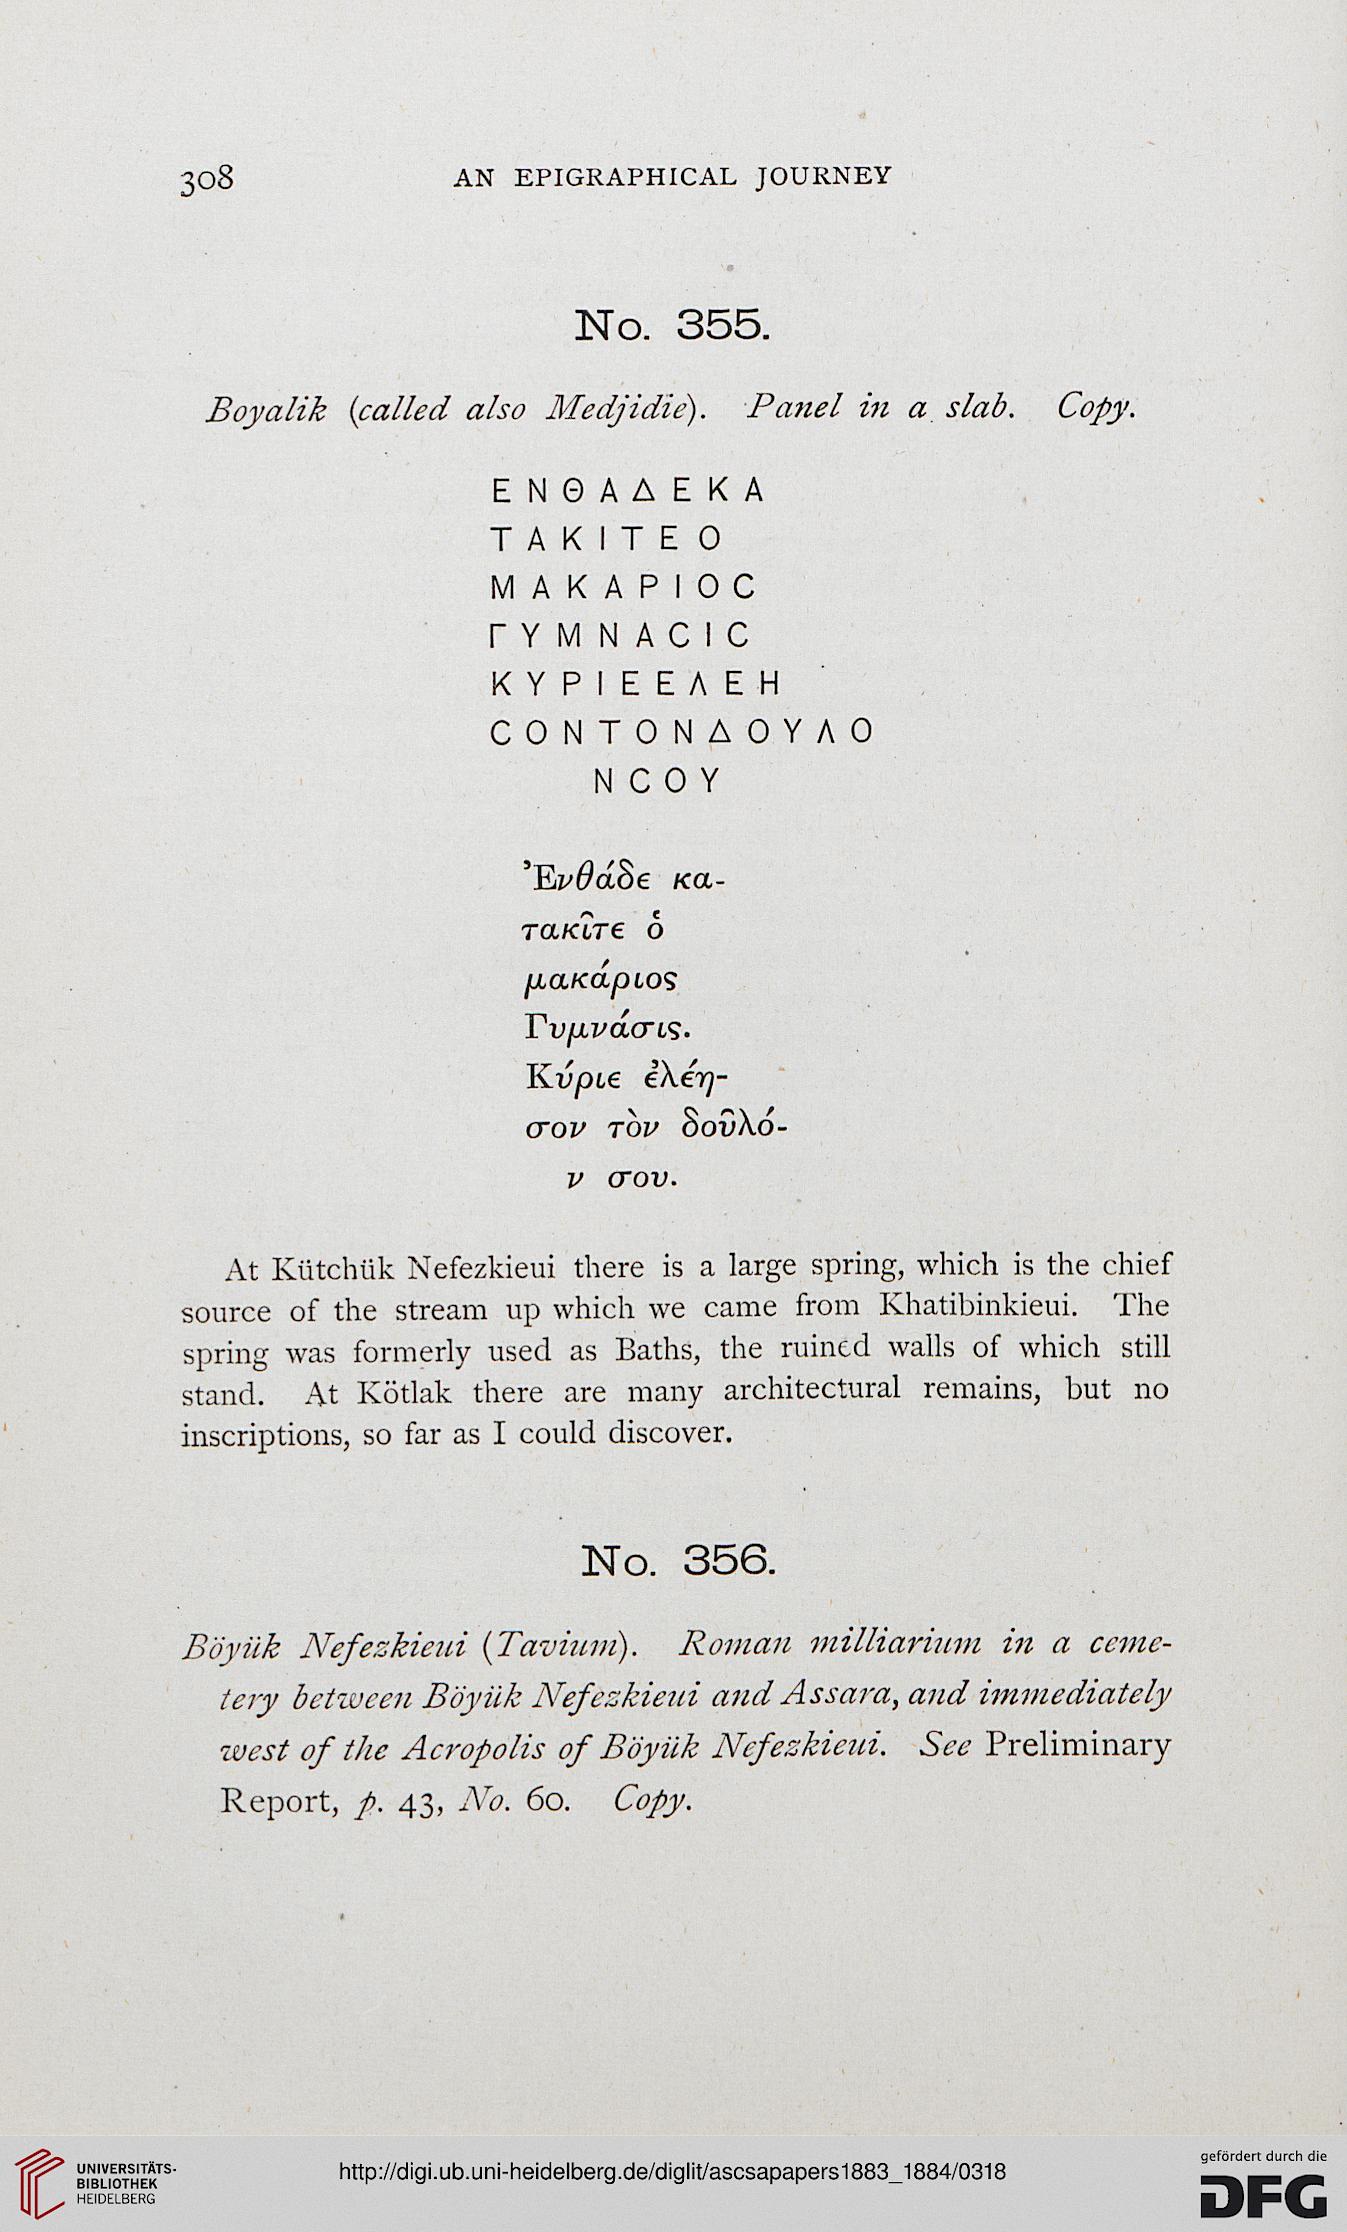 308 AN EPIGRAPHICAL JOURNEY
No. 355.
Boyalik (called also Medjidie). Panel in a slab. Copy.
ΕΝΘΑΔΕΚΑ
ΤΑΚΙΤΕΟ
ΜΑΚΑΡΙΟC
ΓΥΜΝΑCΙC
ΚΥΡΙΕΕΛΕΗ
CΟΝΤΟΝΔΟΥΛΟ
ΝCΟΥ
Ἐνθάδε κα-
τακῖτε ὁ
μακάριος
Γυμνάσις.
Κύριε ἐλέη-
σον τὸν δοῦλό-
ν σου.
At Kütchük Nefezkieui there is a large spring, which is the chief
source of the stream up which we came from Khatibinkieui. The
spring was formerly used as Baths, the ruined walls of which still
stand. At Kötlak there are many architectural remains, but no
inscriptions, so far as I could discover.
No. 356.
Böyük Nefezkieui (Tavium). Roman milliarium in a ceme-
tery between Böyük Nefezkieui and Assara, and immediately
west of the Acropolis of Böyük Nefezkieui. See Preliminary
Report, p. 43, No. 60. Copy.
UNIVERSITÄTS-
BIBLIOTHEK
HEIDELBERG
http://digi.ub.uni-heidelberg.de/diglit/ascsapapers1883_1884/0318
gefördert durch die
DFG